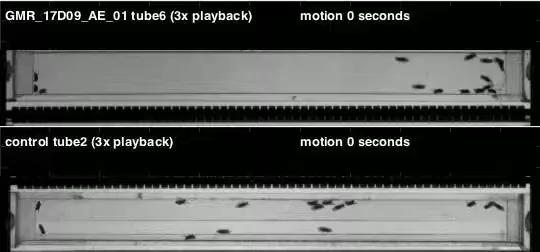 GMR_17D09_AE_01 tube6 (3x playback) motion 0 seconds
control tube2 (3x playback) motion 0 seconds